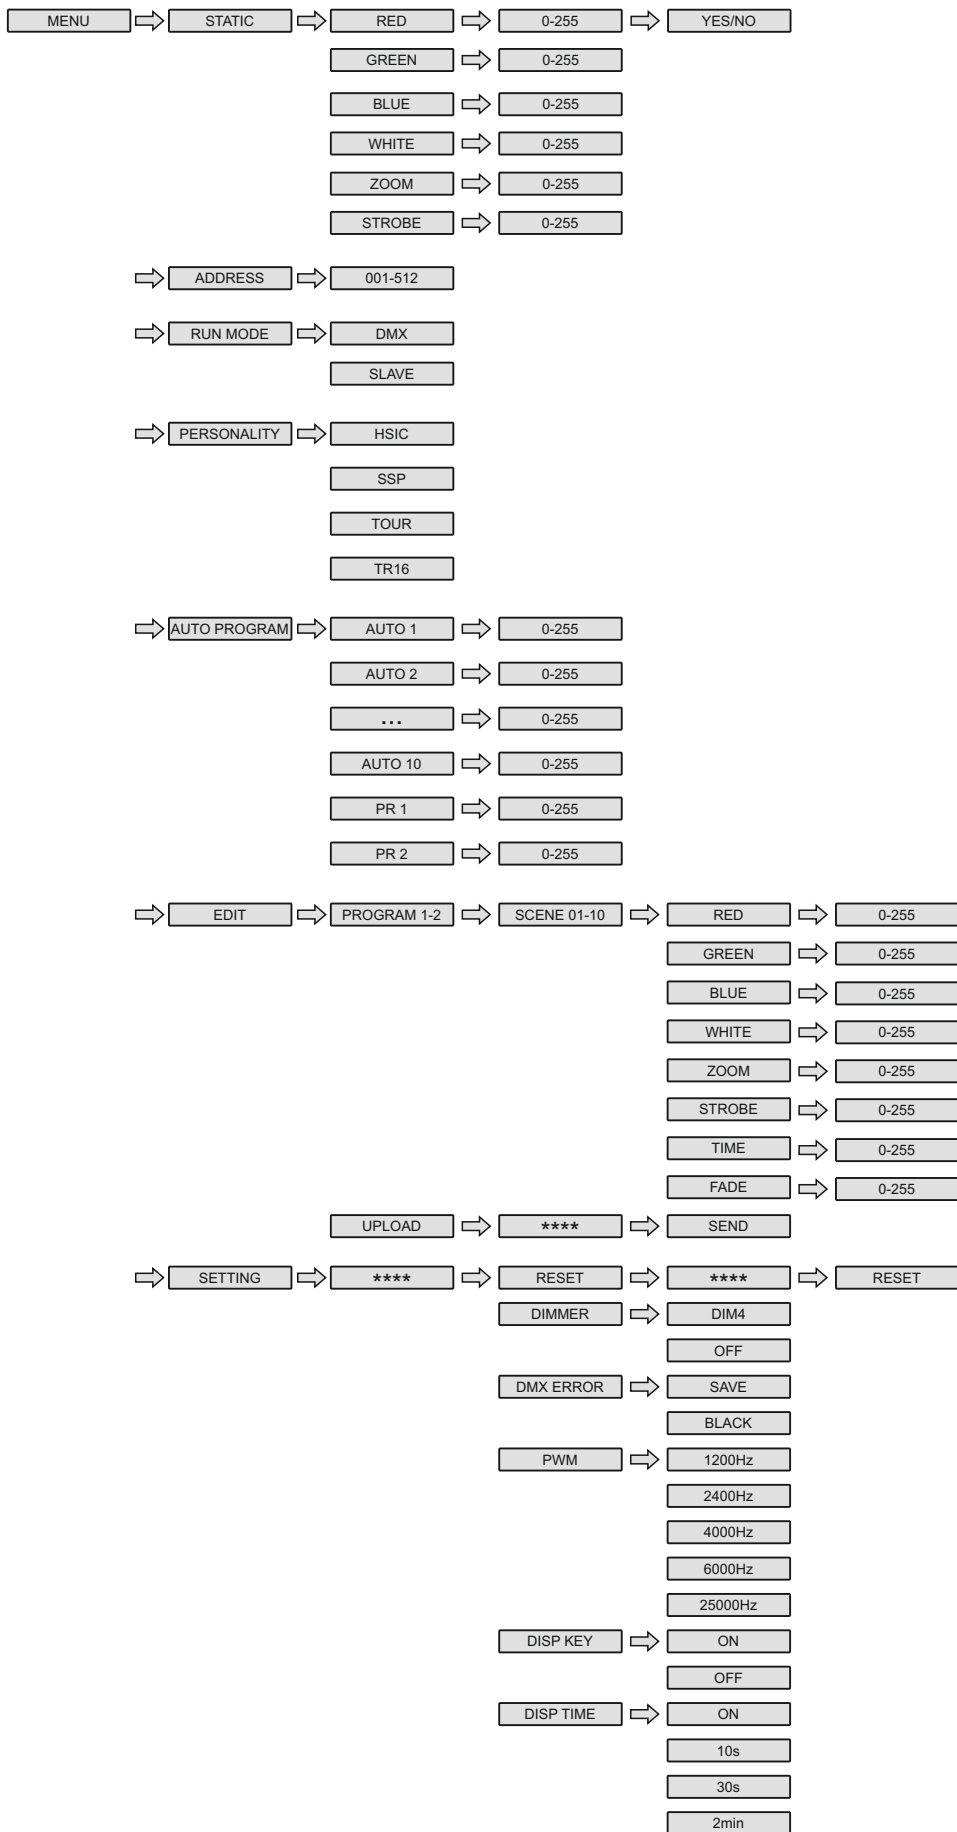 MENU STATIC RED 0-255 YES/NO
GREEN 0-255
BLUE 0-255
WHITE 0-255
ZOOM 0-255
STROBE 0-255
ADDRESS 001-512
RUN MODE DMX
SLAVE
PERSONALITY HSIC
SSP
TOUR
TR16
AUTO PROGRAM AUTO 1 0-255
AUTO 2 0-255
... 0-255
AUTO 10 0-255
PR 1 0-255
PR 2 0-255
EDIT PROGRAM 1-2 SCENE 01-10 RED 0-255
GREEN 0-255
BLUE 0-255
WHITE 0-255
ZOOM 0-255
STROBE 0-255
TIME 0-255
FADE 0-255
UPLOAD **** SEND
SETTING **** RESET **** RESET
DIMMER DIM4
OFF
DMX ERROR SAVE
BLACK
PWM 1200Hz
2400Hz
4000Hz
6000Hz
25000Hz
DISP KEY ON
OFF
DISP TIME ON
10s
30s
2min